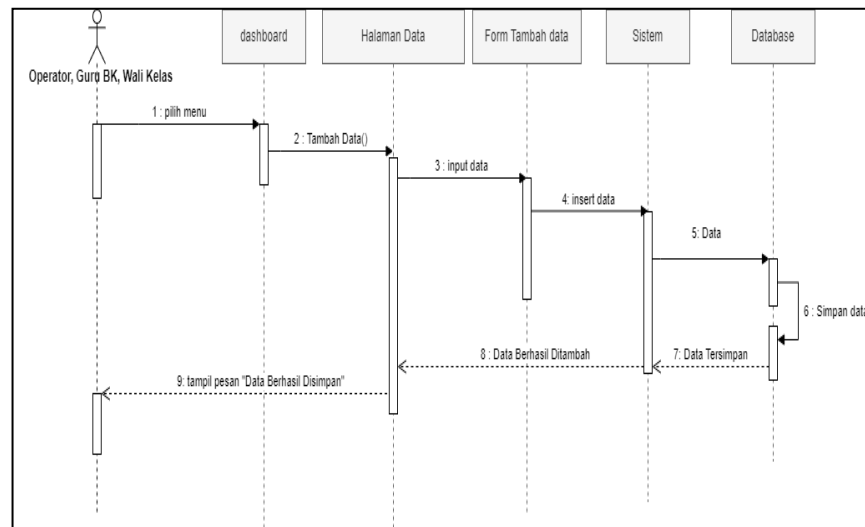 dashboard
Halaman Data
Form Tambah data
Sistem
Database
Operator, Guru BK, Wali Kelas
1 : pilih menu
2 : Tambah Data()
3 : input data
4: insert data
5: Data
6 : Simpan data
7: Data Tersimpan
8 : Data Berhasil Ditambah
9: tampil pesan "Data Berhasil Disimpan"